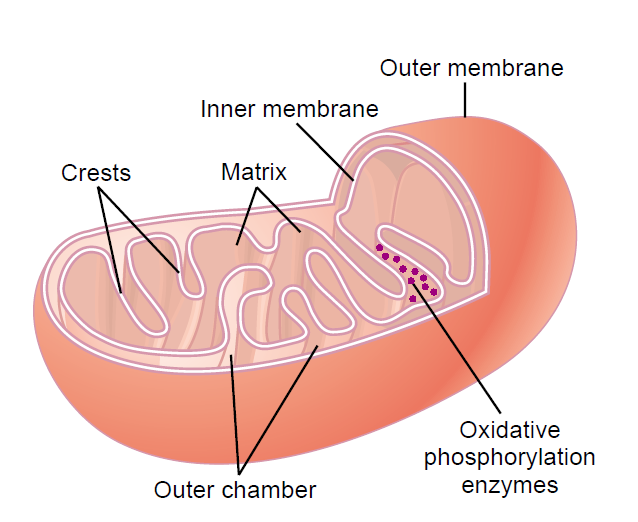 Outer membrane
Inner membrane
Crests
Matrix
Oxidative
phosphorylation
enzymes
Outer chamber